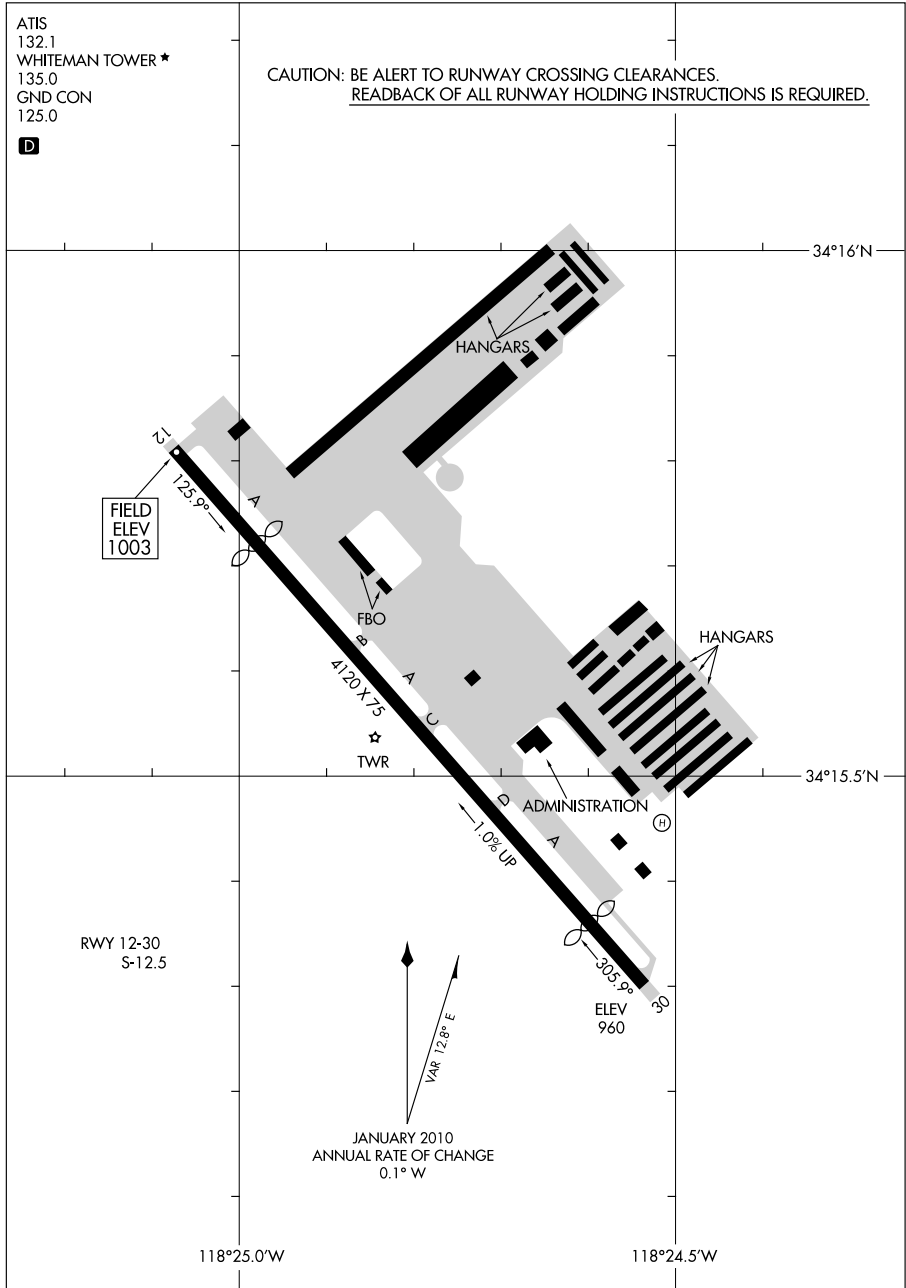 ATIS
132.1
WHITEMAN TOWER ★
135.0
GND CON
125.0
D
CAUTION: BE ALERT TO RUNWAY CROSSING CLEARANCES.
READBACK OF ALL RUNWAY HOLDING INSTRUCTIONS IS REQUIRED.
34°16'N
HANGARS
12
125.9°
A
FIELD
ELEV
1003
FBO
B
HANGARS
4120 X 75
A
C
TWR
34°15.5'N
D
ADMINISTRATION
H
1.0% UP
A
RWY 12-30
S-12.5
305.9°
30
ELEV
960
VAR 12.8° E
JANUARY 2010
ANNUAL RATE OF CHANGE
0.1° W
118°25.0'W
118°24.5'W